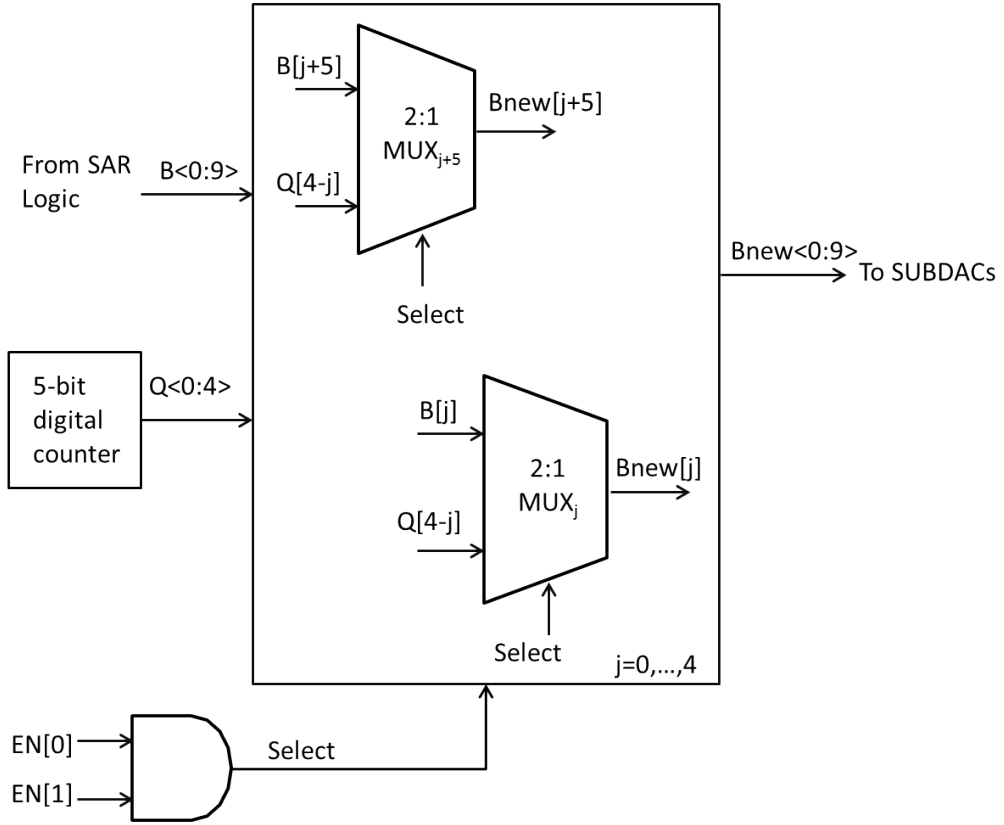 B[j+5]
2:1
MUXj+5
Bnew[j+5]
Q[4-j]
Select
From SAR
Logic
B<0:9>
Bnew<0:9>
To SUBDACs
5-bit
digital
counter
Q<0:4>
B[j]
2:1
MUXj
Bnew[j]
Q[4-j]
Select
j=0,...,4
EN[0]
EN[1]
Select